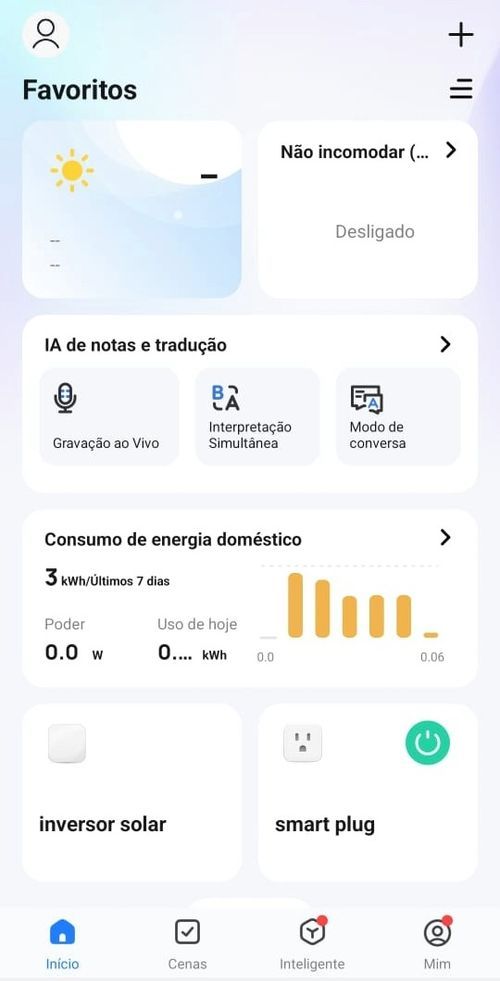 Favoritos
--
--
Não incomodar (...
Desligado
IA de notas e tradução
Gravação ao Vivo
B A
Interpretação
Simultânea
A
Modo de
conversa
Consumo de energia doméstico
3 kWh/Últimos 7 dias
Poder
0.0 W
Uso de hoje
0.... kWh
0.0
0.06
inversor solar
smart plug
Início
Cenas
Inteligente
Mim